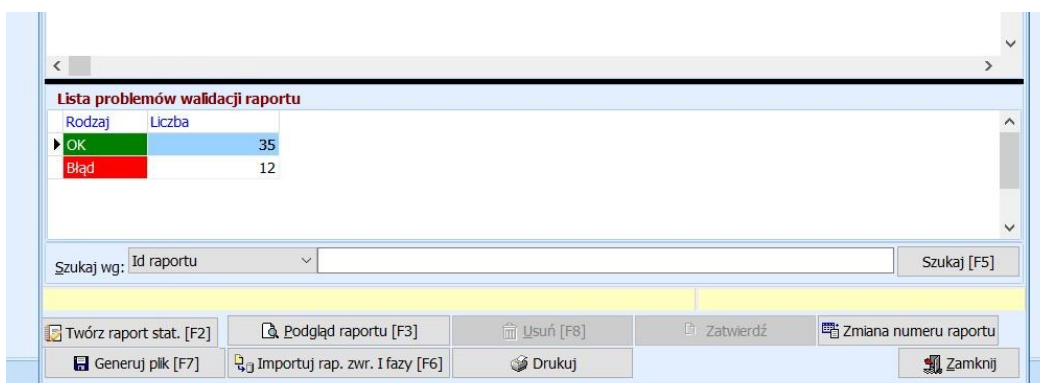 Lista problemów walidacji raportu
Rodzaj Liczba
OK 35
Błąd 12
Szukaj wg: Id raportu Szukaj [F5]
Twórz raport stat. [F2] Podgląd raportu [F3] Usuń [F8] Zatwierdź Zmiana numeru raportu
Generuj plik [F7] Importuj rap. zwr. I fazy [F6] Drukuj Zamknij